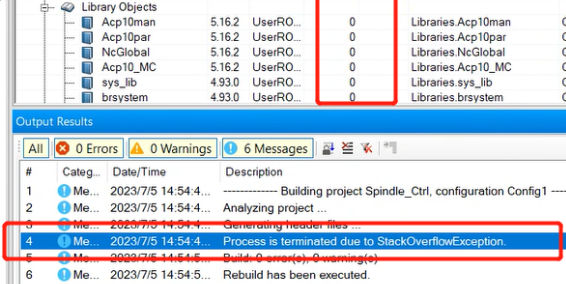 Library Objects
Acp10man 5.16.2 UserRO... 0 Libraries.Acp10man
Acp10par 5.16.2 UserRO... 0 Libraries.Acp10par
NcGlobal 5.16.2 UserRO... 0 Libraries.NcGlobal
Acp10_MC 5.16.2 UserRO... 0 Libraries.Acp10_MC
sys_lib 4.93.0 UserRO... 0 Libraries.sys_lib
brsystem 4.93.0 UserRO... 0 Libraries.brsystem
Output Results
All 0 Errors 0 Warnings 6 Messages
# Categ... Date/Time Description
1 Me... 2023/7/5 14:54:4... ------------- Building project Spindle_Ctrl, configuration Config1 ----
2 Me... 2023/7/5 14:54:4... Analyzing project ...
3 Me... 2023/7/5 14:54:4... Generating header files ...
4 Me... 2023/7/5 14:54:4... Process is terminated due to StackOverflowException.
5 Me... 2023/7/5 14:54:5... Build: 0 error(s), 0 warning(s)
6 Me... 2023/7/5 14:54:5... Rebuild has been executed.